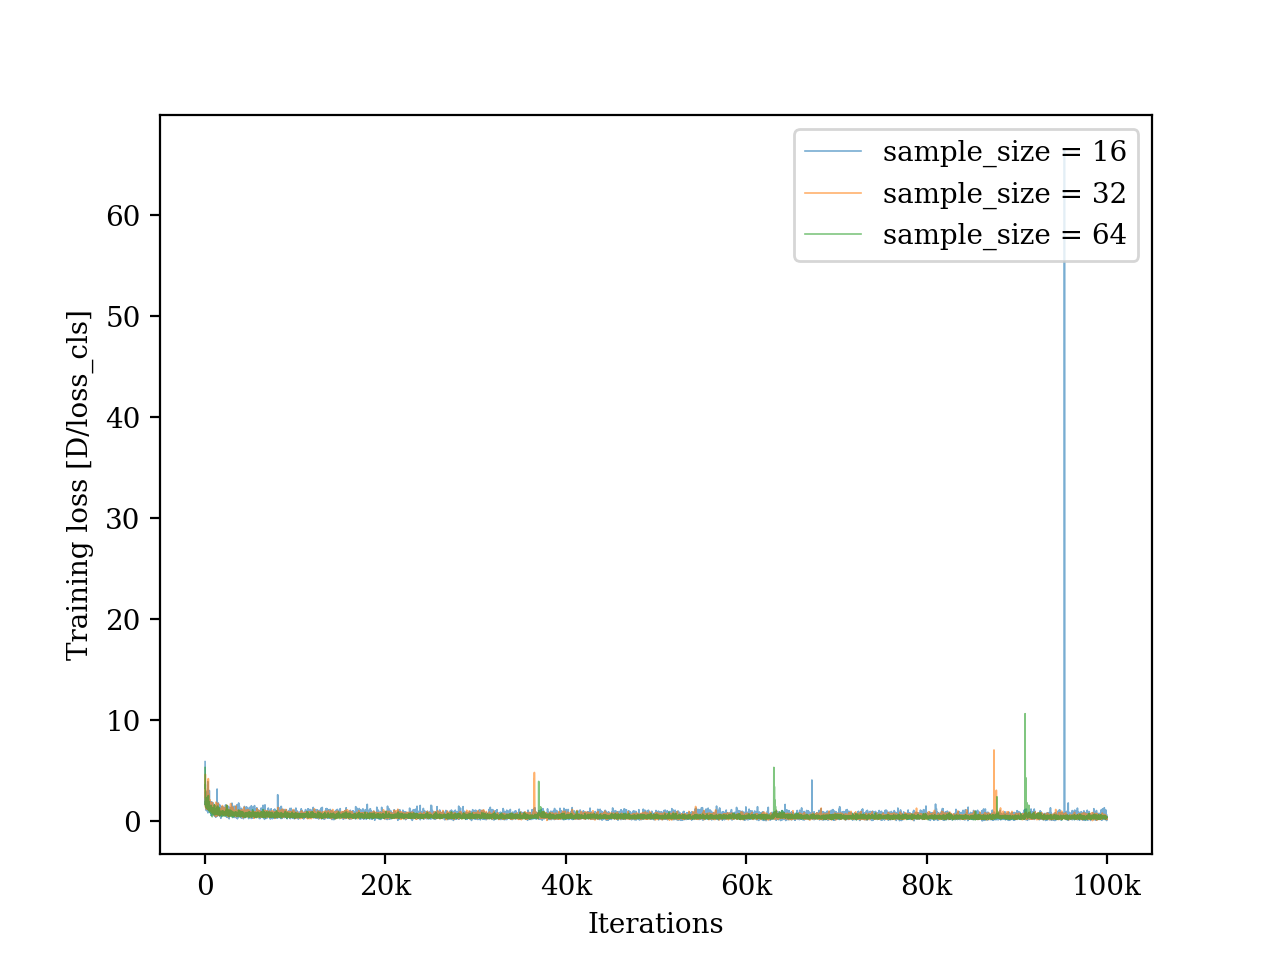 sample_size = 16
sample_size = 32
sample_size = 64
60
50
40
30
20
10
0
Training loss [D/loss_cls]
0 20k 40k 60k 80k 100k
Iterations